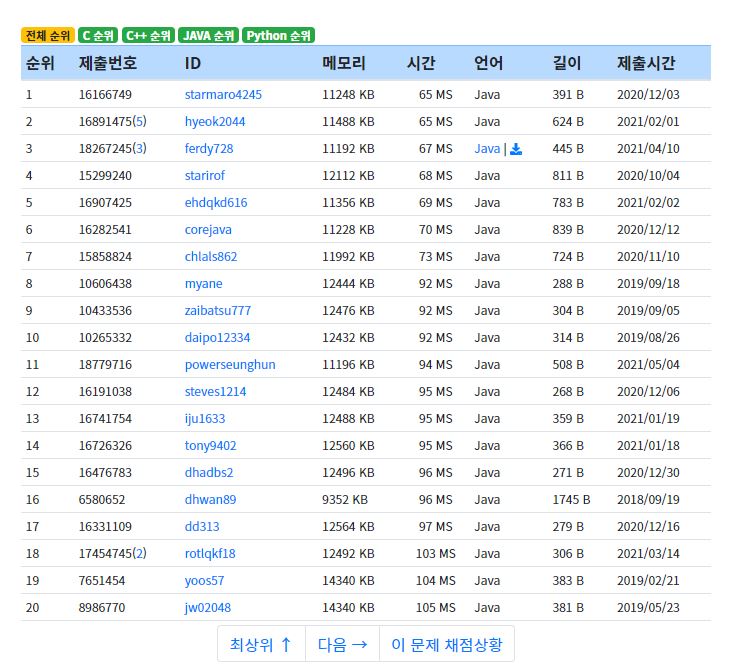 전체 순위 C 순위 C++ 순위 JAVA 순위 Python 순위
순위 제출번호 ID 메모리 시간 언어 길이 제출시간
1 16166749 starmaro4245 11248 KB 65 MS Java 391 B 2020/12/03
2 16891475(5) hyeok2044 11488 KB 65 MS Java 624 B 2021/02/01
3 18267245(3) ferdy728 11192 KB 67 MS Java | 445 B 2021/04/10
4 15299240 starirof 12112 KB 68 MS Java 811 B 2020/10/04
5 16907425 ehdqkd616 11356 KB 69 MS Java 783 B 2021/02/02
6 16282541 corejava 11228 KB 70 MS Java 839 B 2020/12/12
7 15858824 chlals862 11992 KB 73 MS Java 724 B 2020/11/10
8 10606438 myane 12444 KB 92 MS Java 288 B 2019/09/18
9 10433536 zaibatsu777 12476 KB 92 MS Java 304 B 2019/09/05
10 10265332 daipo12334 12432 KB 92 MS Java 314 B 2019/08/26
11 18779716 powerseunghun 11196 KB 94 MS Java 508 B 2021/05/04
12 16191038 steves1214 12484 KB 95 MS Java 268 B 2020/12/06
13 16741754 iju1633 12488 KB 95 MS Java 359 B 2021/01/19
14 16726326 tony9402 12560 KB 95 MS Java 366 B 2021/01/18
15 16476783 dhadbs2 12496 KB 96 MS Java 271 B 2020/12/30
16 6580652 dhwan89 9352 KB 96 MS Java 1745 B 2018/09/19
17 16331109 dd313 12564 KB 97 MS Java 279 B 2020/12/16
18 17454745(2) rotlqkf18 12492 KB 103 MS Java 306 B 2021/03/14
19 7651454 yoos57 14340 KB 104 MS Java 383 B 2019/02/21
20 8986770 jw02048 14340 KB 105 MS Java 381 B 2019/05/23
최상위 ↑ 다음 → 이 문제 채점상황